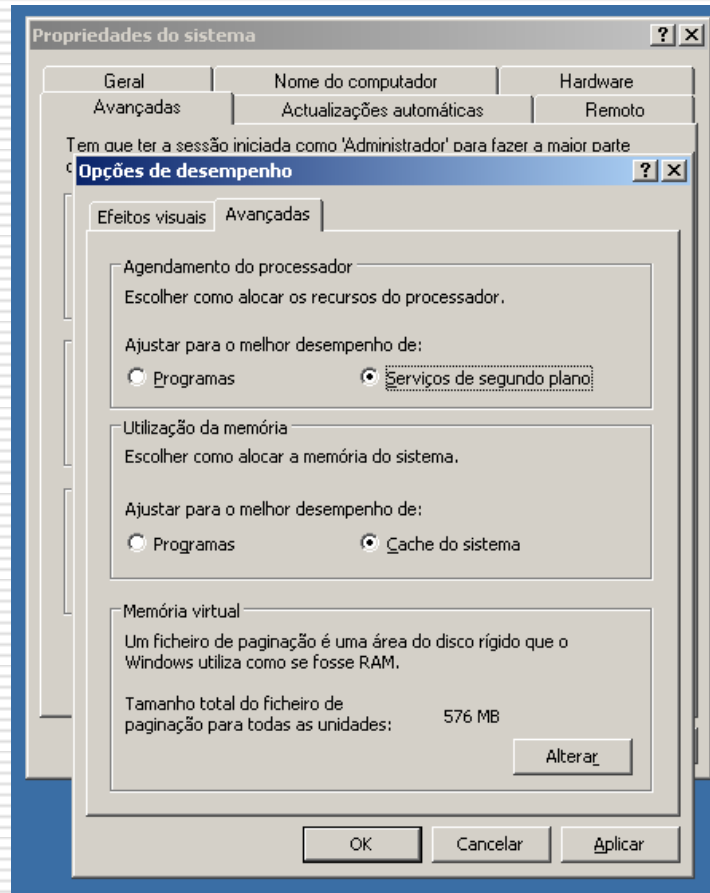 Propriedades do sistema
Geral
Nome do computador
Hardware
Avançadas
Actualizações automáticas
Remoto
Tem que ter a sessão iniciada como 'Administrador' para fazer a maior parte
Opções de desempenho
Efeitos visuais
Avançadas
Agendamento do processador
Escolher como alocar os recursos do processador.
Ajustar para o melhor desempenho de:
Programas
Serviços de segundo plano
Utilização da memória
Escolher como alocar a memória do sistema.
Ajustar para o melhor desempenho de:
Programas
Cache do sistema
Memória virtual
Um ficheiro de paginação é uma área do disco rígido que o
Windows utiliza como se fosse RAM.
Tamanho total do ficheiro de
paginação para todas as unidades:
576 MB
Alterar
OK
Cancelar
Aplicar